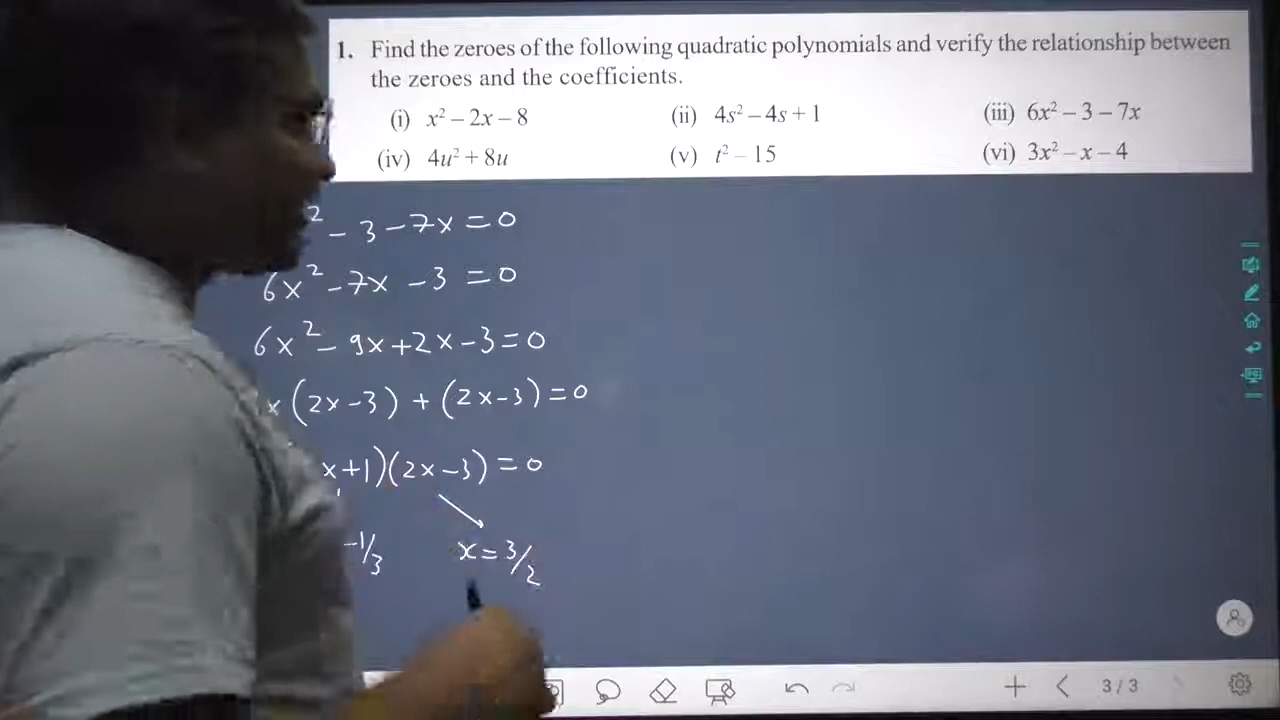 1. Find the zeroes of the following quadratic polynomials and verify the relationship between
the zeroes and the coefficients.
(i) x² – 2x – 8 (ii) 4s² – 4s + 1 (iii) 6x² – 3 – 7x
(iv) 4u² + 8u (v) t² – 15 (vi) 3x² – x – 4
² – 3 – 7x = 0
6x² – 7x – 3 = 0
6x² – 9x + 2x – 3 = 0
x (2x – 3) + (2x – 3) = 0
x + 1)(2x – 3) = 0
-1/3 x = 3/2
3 / 3